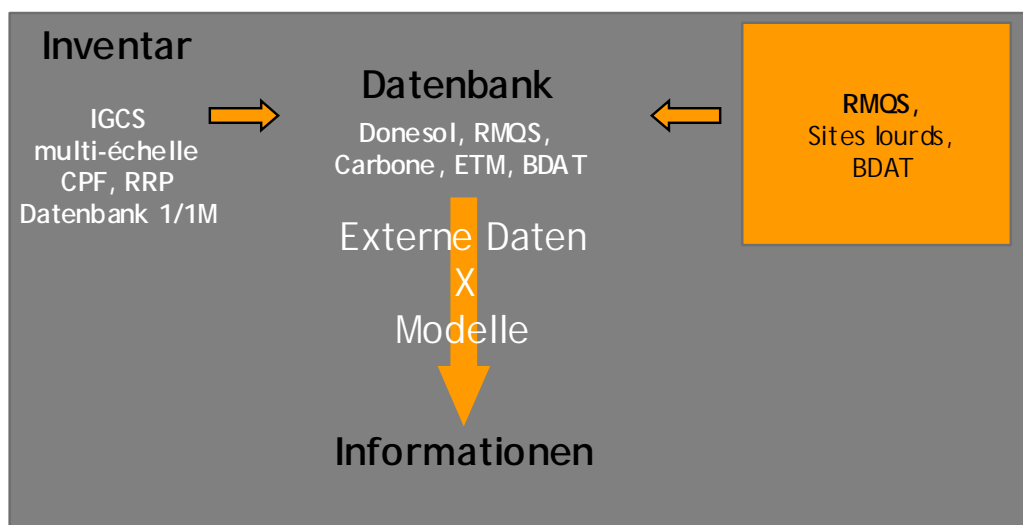 Inventar
IGCS
multi-échelle
CPF, RRP
Datenbank 1/1M
Datenbank
Donesol, RMQS,
Carbone, ETM, BDAT
RMQS,
Sites lourds,
BDAT
Externe Daten
X
Modelle
Informationen